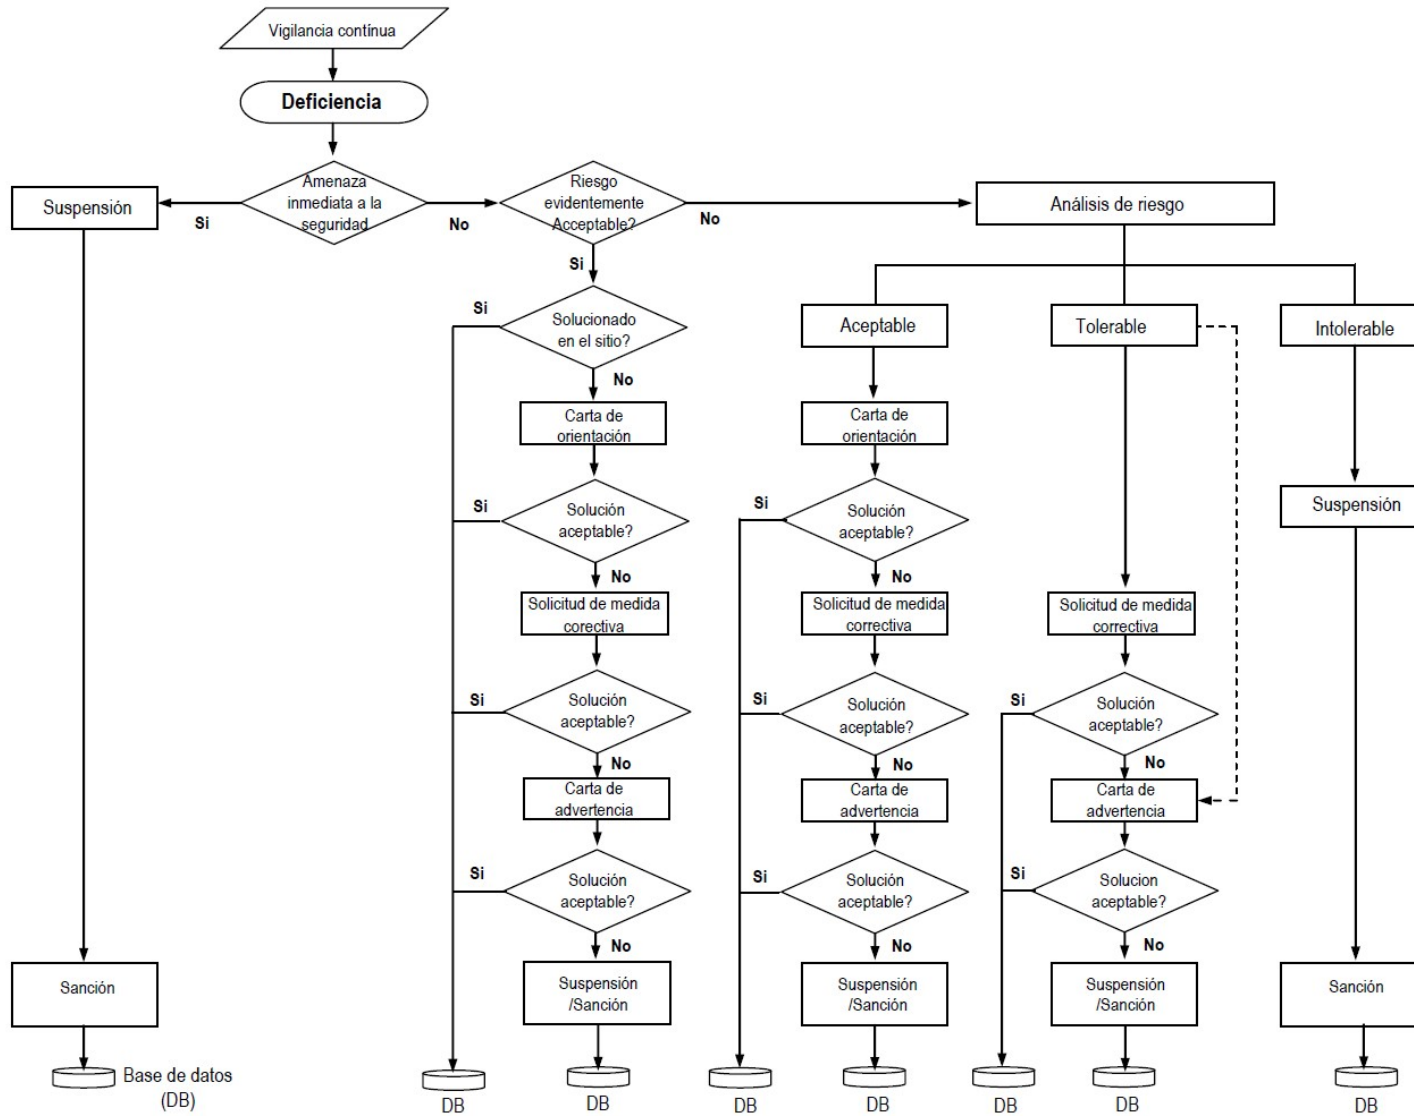 Vigilancia contínua
Deficiencia
Amenaza
inmediata a la
seguridad
Suspensión
Si
No
Riesgo
evidentemente
Acceptable?
No
Análisis de riesgo
Si
Si
Solucionado
en el sitio?
No
Aceptable
Tolerable
Intolerable
Carta de
orientación
Carta de
orientación
Si
Solución
aceptable?
No
Si
Solución
aceptable?
No
Suspensión
Solicitud de medida
corectiva
Solicitud de medida
correctiva
Solicitud de medida
correctiva
Si
Solución
aceptable?
No
Si
Solución
aceptable?
No
Si
Solución
aceptable?
No
Carta de
advertencia
Carta de
advertencia
Carta de
advertencia
Si
Solución
aceptable?
No
Si
Solución
aceptable?
No
Si
Solucion
aceptable?
No
Sanción
Suspensión
/Sanción
Suspensión
/Sanción
Suspensión
/Sanción
Sanción
Base de datos
(DB)
DB
DB
DB
DB
DB
DB
DB